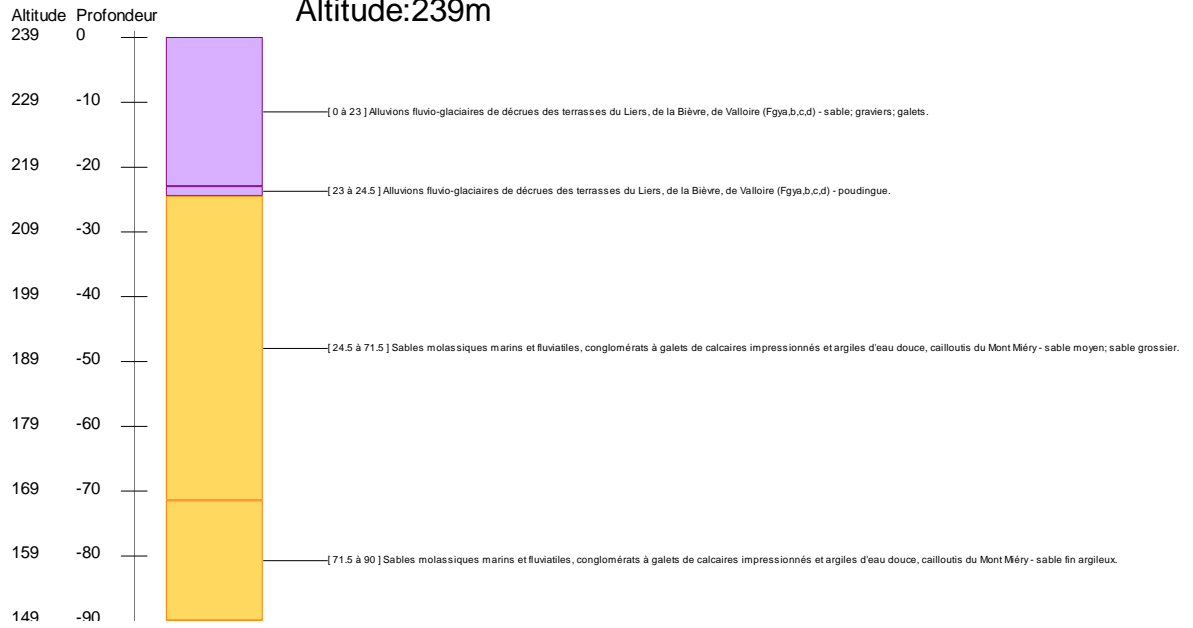 Altitude:239m
Altitude Profondeur
239 0
229 -10
[ 0 à 23 ] Alluvions fluvio-glaciaires de décrues des terrasses du Liers, de la Bièvre, de Valloire (Fgya,b,c,d) - sable; graviers; galets.
219 -20
[ 23 à 24.5 ] Alluvions fluvio-glaciaires de décrues des terrasses du Liers, de la Bièvre, de Valloire (Fgya,b,c,d) - poudingue.
209 -30
199 -40
[ 24.5 à 71.5 ] Sables molassiques marins et fluviatiles, conglomérats à galets de calcaires impressionnés et argiles d'eau douce, cailloutis du Mont Miéry - sable moyen; sable grossier.
189 -50
179 -60
169 -70
159 -80
[ 71.5 à 90 ] Sables molassiques marins et fluviatiles, conglomérats à galets de calcaires impressionnés et argiles d'eau douce, cailloutis du Mont Miéry - sable fin argileux.
149 -90